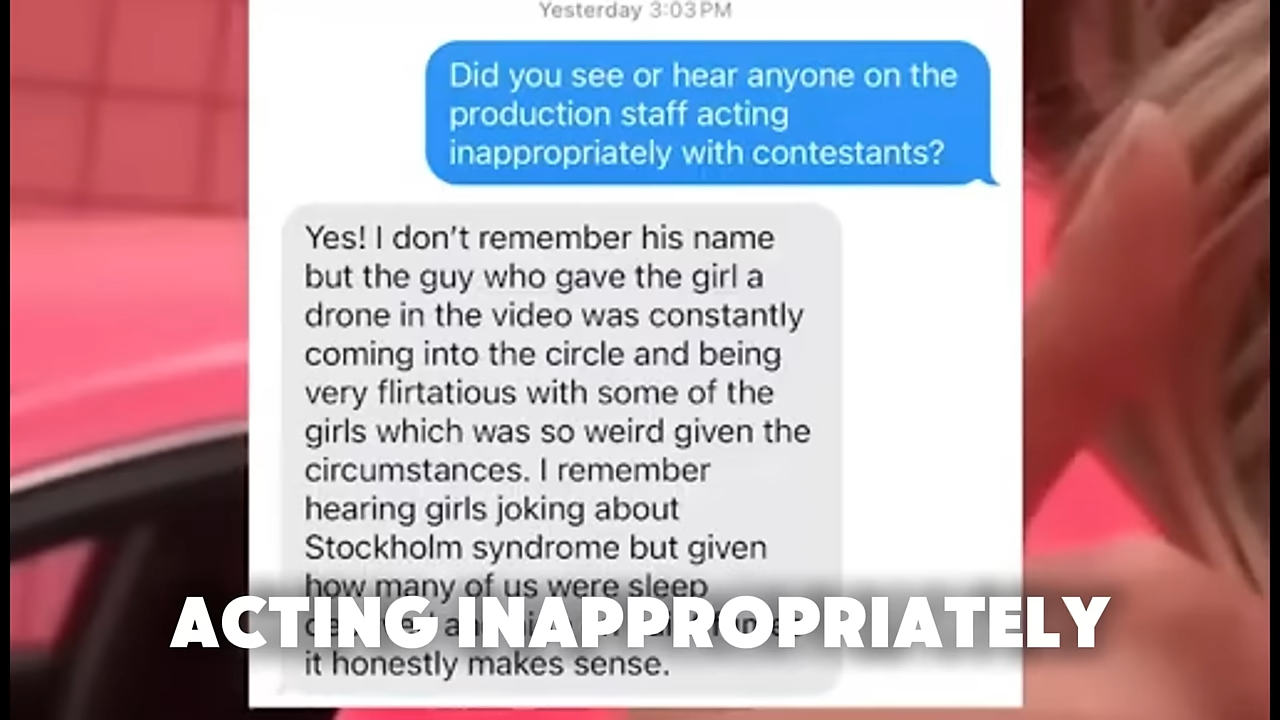 Yesterday 3:03 PM
Did you see or hear anyone on the
production staff acting
inappropriately with contestants?
Yes! I don't remember his name
but the guy who gave the girl a
drone in the video was constantly
coming into the circle and being
very flirtatious with some of the
girls which was so weird given the
circumstances. I remember
hearing girls joking about
Stockholm syndrome but given
how many of us were sleep
it honestly makes sense.
ACTING INAPPROPRIATELY